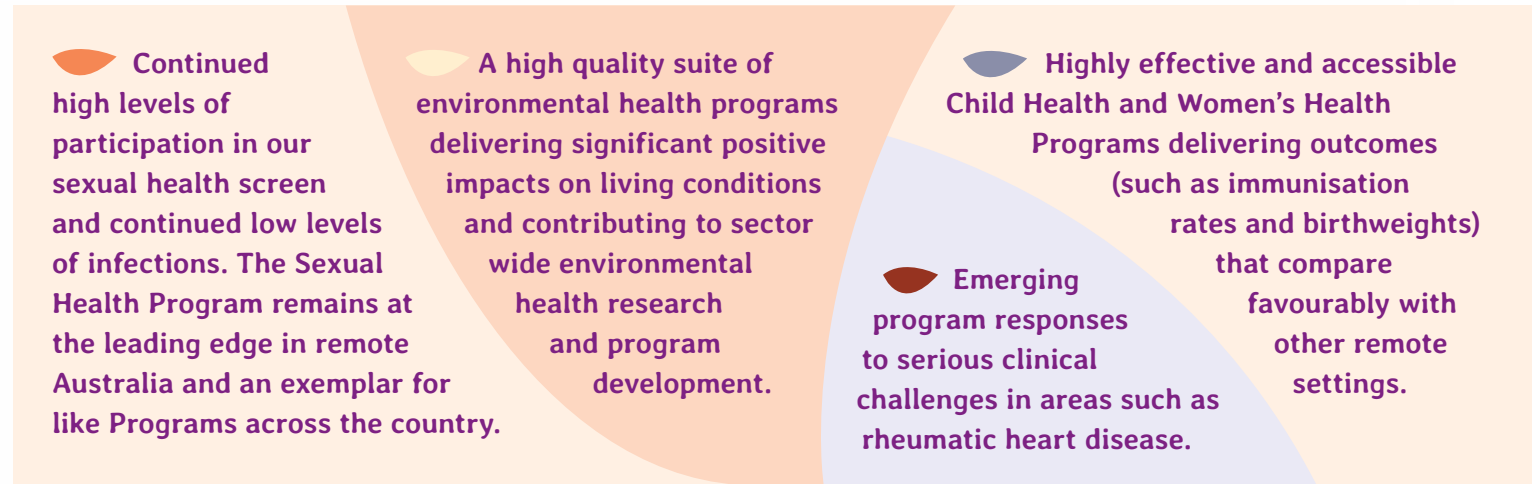 Continued
high levels of
participation in our
sexual health screen
and continued low levels
of infections. The Sexual
Health Program remains at
the leading edge in remote
Australia and an exemplar for
like Programs across the country.
A high quality suite of
environmental health programs
delivering significant positive
impacts on living conditions
and contributing to sector
wide environmental
health research
and program
development.
Emerging
program responses
to serious clinical
challenges in areas such as
rheumatic heart disease.
Highly effective and accessible
Child Health and Women's Health
Programs delivering outcomes
(such as immunisation
rates and birthweights)
that compare
favourably with
other remote
settings.